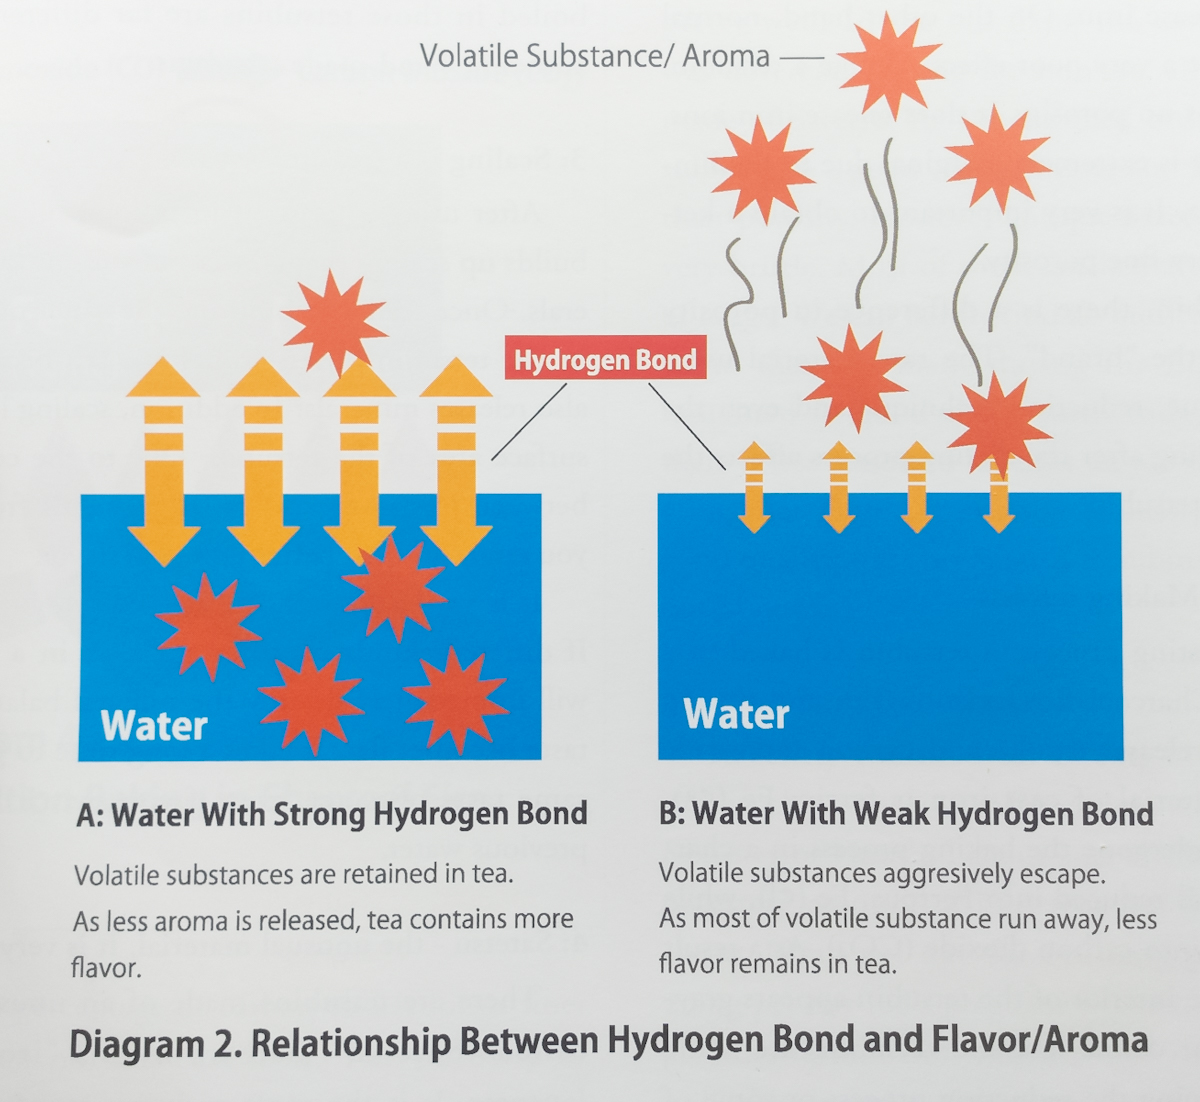 Volatile Substance/ Aroma
Hydrogen Bond
Water
Water
A: Water With Strong Hydrogen Bond
Volatile substances are retained in tea.
As less aroma is released, tea contains more
flavor.
B: Water With Weak Hydrogen Bond
Volatile substances aggresively escape.
As most of volatile substance run away, less
flavor remains in tea.
Diagram 2. Relationship Between Hydrogen Bond and Flavor/Aroma